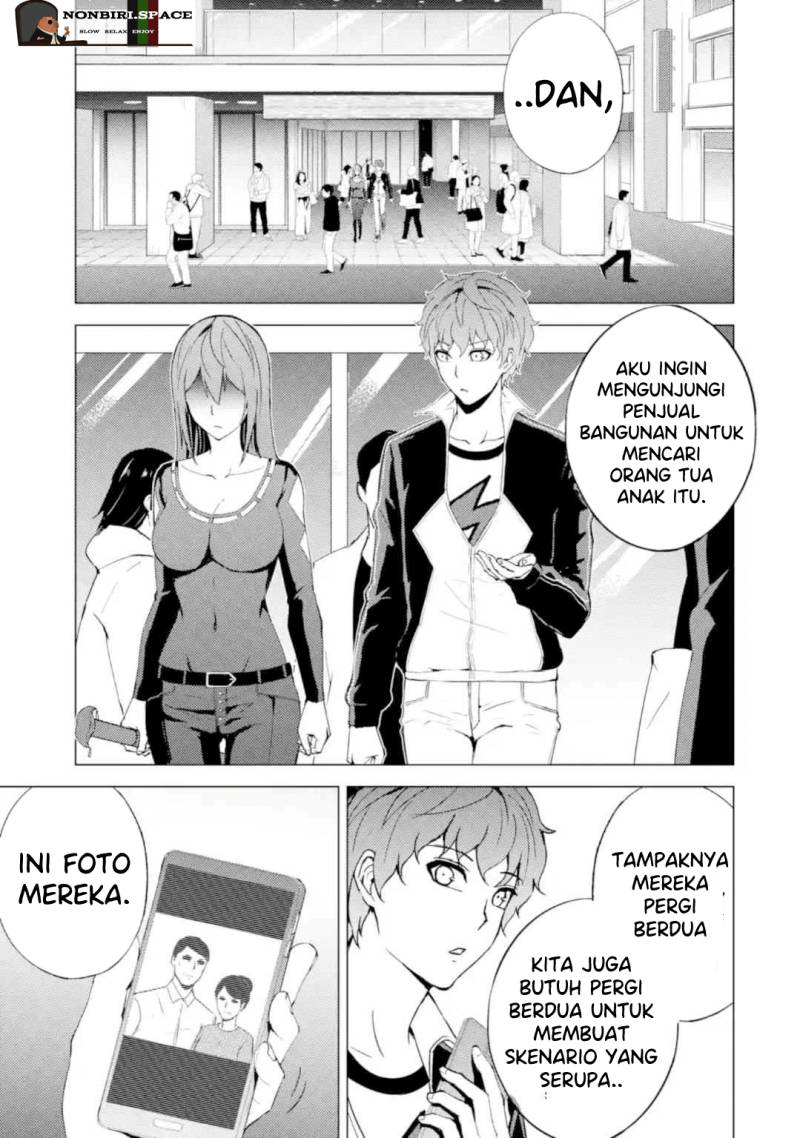 NONBIRI.SPACE
SLOW RELAX ENJOY
..DAN,
AKU INGIN
MENGUNJUNGI
PENJUAL
BANGUNAN UNTUK
MENCARI
ORANG TUA
ANAK ITU.
TAMPAKNYA
MEREKA
PERGI
BERDUA
KITA JUGA
BUTUH PERGI
BERDUA UNTUK
MEMBUAT
SKENARIO YANG
SERUPA..
INI FOTO
MEREKA.